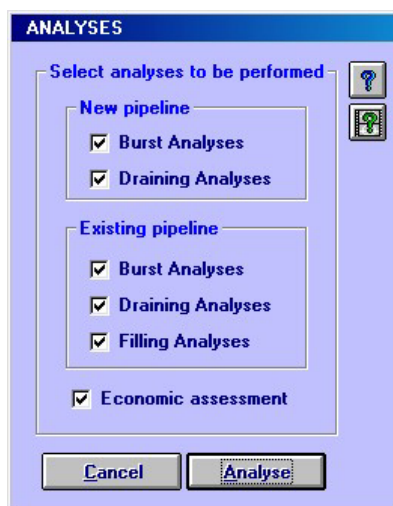 ANALYSES
Select analyses to be performed
?
?
New pipeline
Burst Analyses
Draining Analyses
Existing pipeline
Burst Analyses
Draining Analyses
Filling Analyses
Economic assessment
Cancel
Analyse